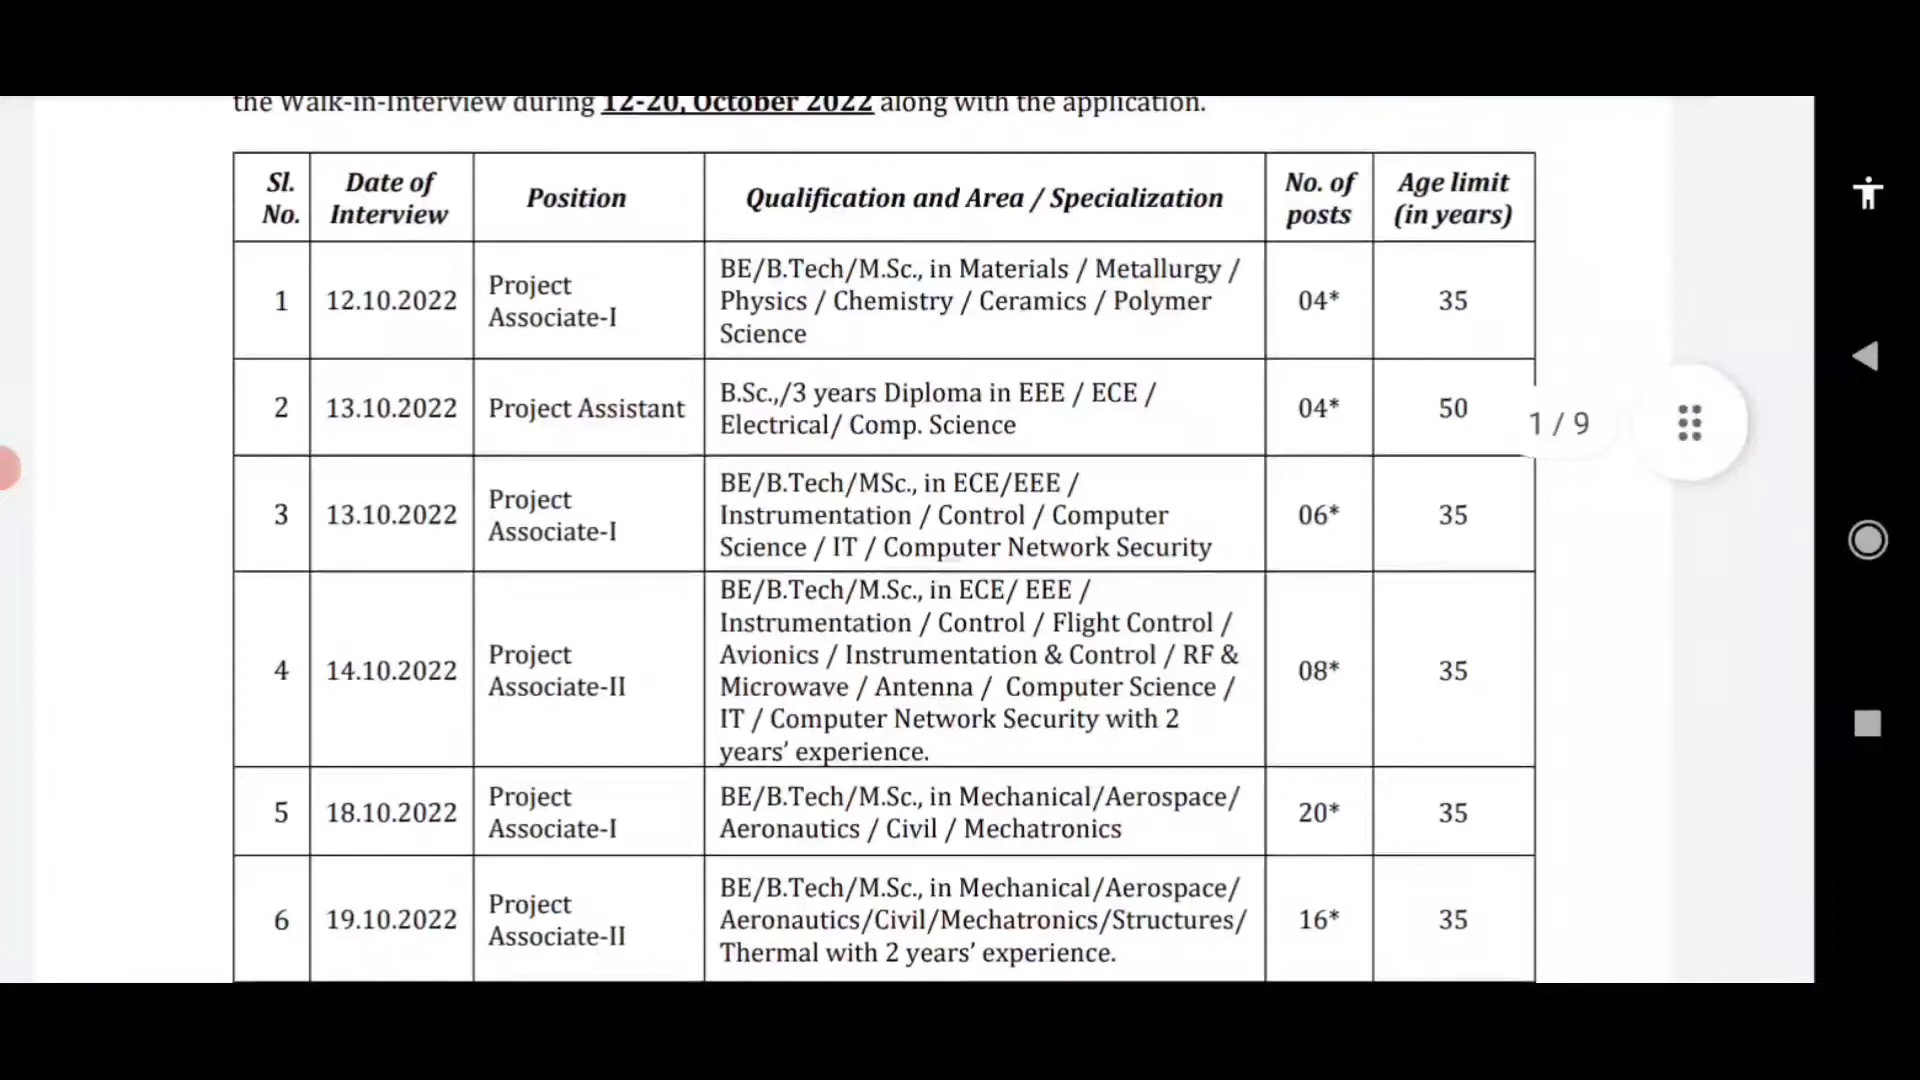 the Walk-in-Interview during 12-20, October 2022 along with the application.
Sl. No. Date of Interview Position Qualification and Area / Specialization No. of posts Age limit (in years)
1 12.10.2022 Project Associate-I BE/B.Tech/M.Sc., in Materials / Metallurgy / Physics / Chemistry / Ceramics / Polymer Science 04* 35
2 13.10.2022 Project Assistant B.Sc.,/3 years Diploma in EEE / ECE / Electrical/ Comp. Science 04* 50
1 / 9
3 13.10.2022 Project Associate-I BE/B.Tech/MSc., in ECE/EEE / Instrumentation / Control / Computer Science / IT / Computer Network Security 06* 35
4 14.10.2022 Project Associate-II BE/B.Tech/M.Sc., in ECE/ EEE / Instrumentation / Control / Flight Control / Avionics / Instrumentation & Control / RF & Microwave / Antenna / Computer Science / IT / Computer Network Security with 2 years’ experience. 08* 35
5 18.10.2022 Project Associate-I BE/B.Tech/M.Sc., in Mechanical/Aerospace/ Aeronautics / Civil / Mechatronics 20* 35
6 19.10.2022 Project Associate-II BE/B.Tech/M.Sc., in Mechanical/Aerospace/ Aeronautics/Civil/Mechatronics/Structures/ Thermal with 2 years’ experience. 16* 35